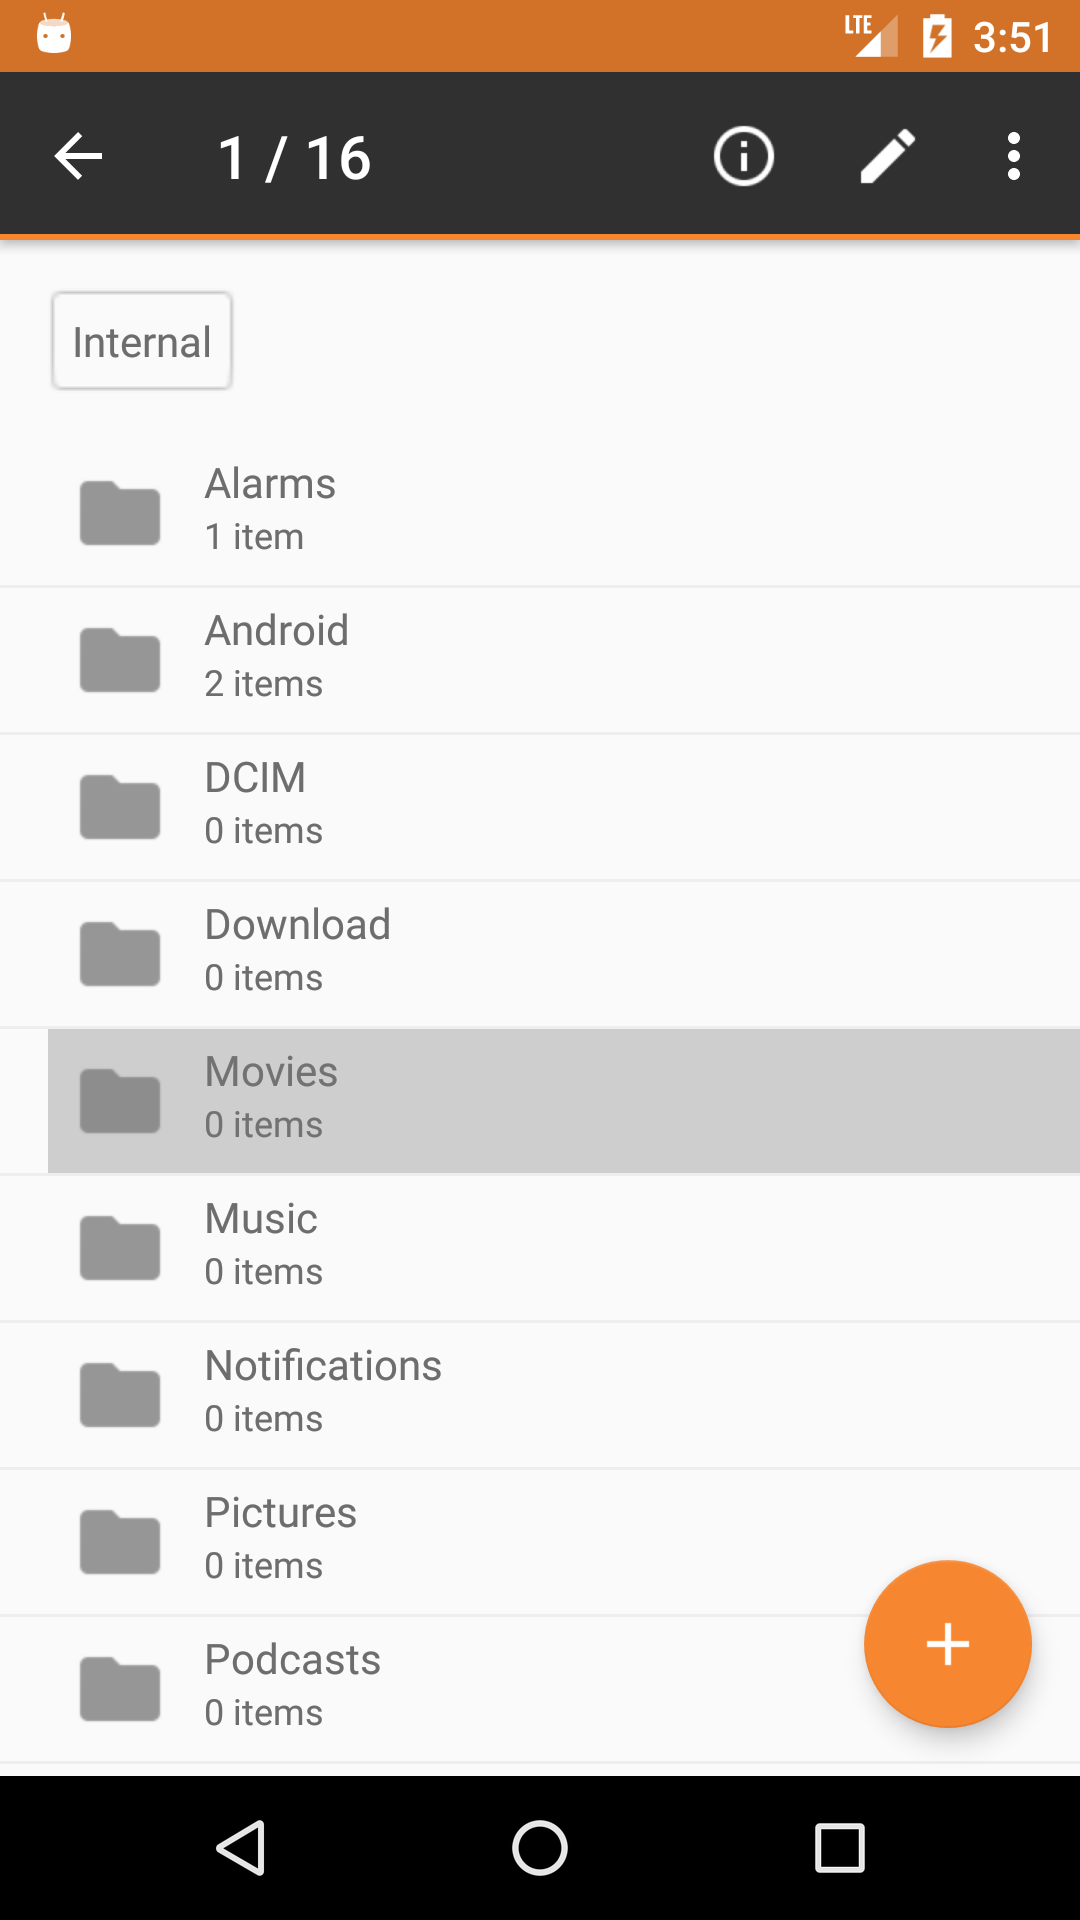 LTE 3:51
1 / 16
Internal
Alarms
1 item
Android
2 items
DCIM
0 items
Download
0 items
Movies
0 items
Music
0 items
Notifications
0 items
Pictures
0 items
Podcasts
0 items